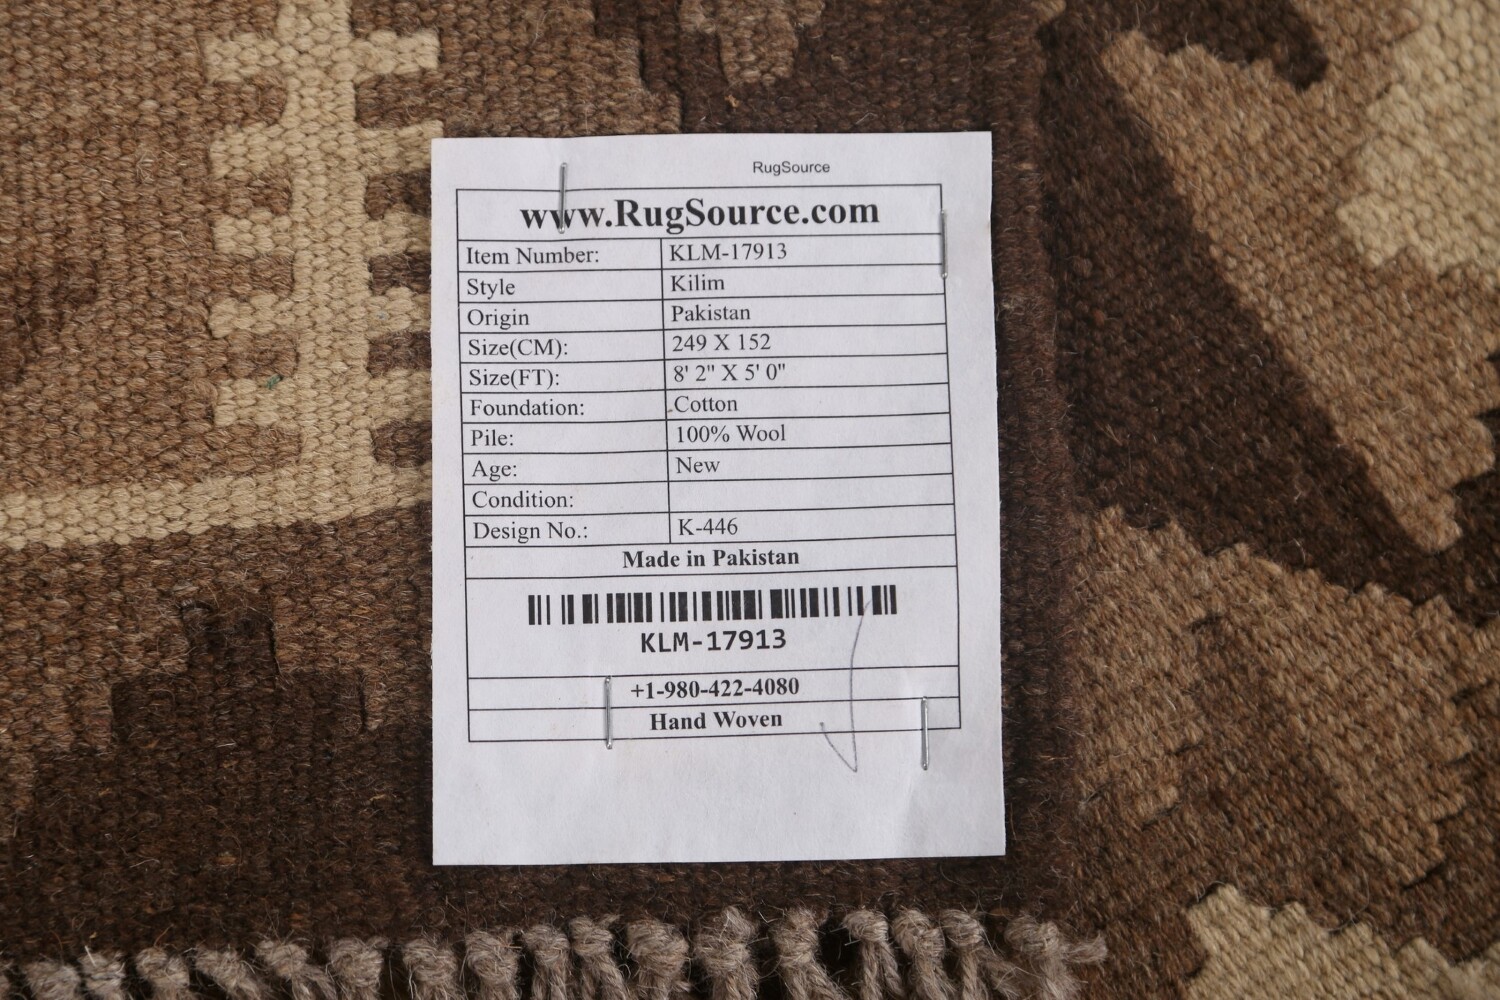 RugSource
www.RugSource.com
Item Number: KLM-17913
Style Kilim
Origin Pakistan
Size(CM): 249 X 152
Size(FT): 8' 2" X 5' 0"
Foundation: Cotton
Pile: 100% Wool
Age: New
Condition:
Design No.: K-446
Made in Pakistan
KLM-17913
+1-980-422-4080
Hand Woven